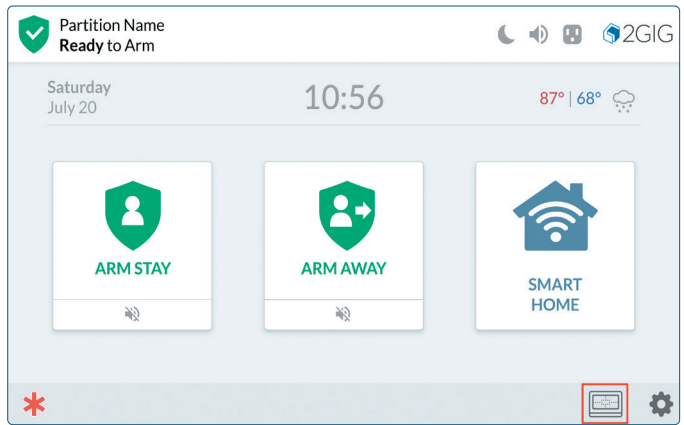 Partition Name
Ready to Arm
2GIG
Saturday
July 20
10:56
87° | 68°
ARM STAY
ARM AWAY
SMART
HOME